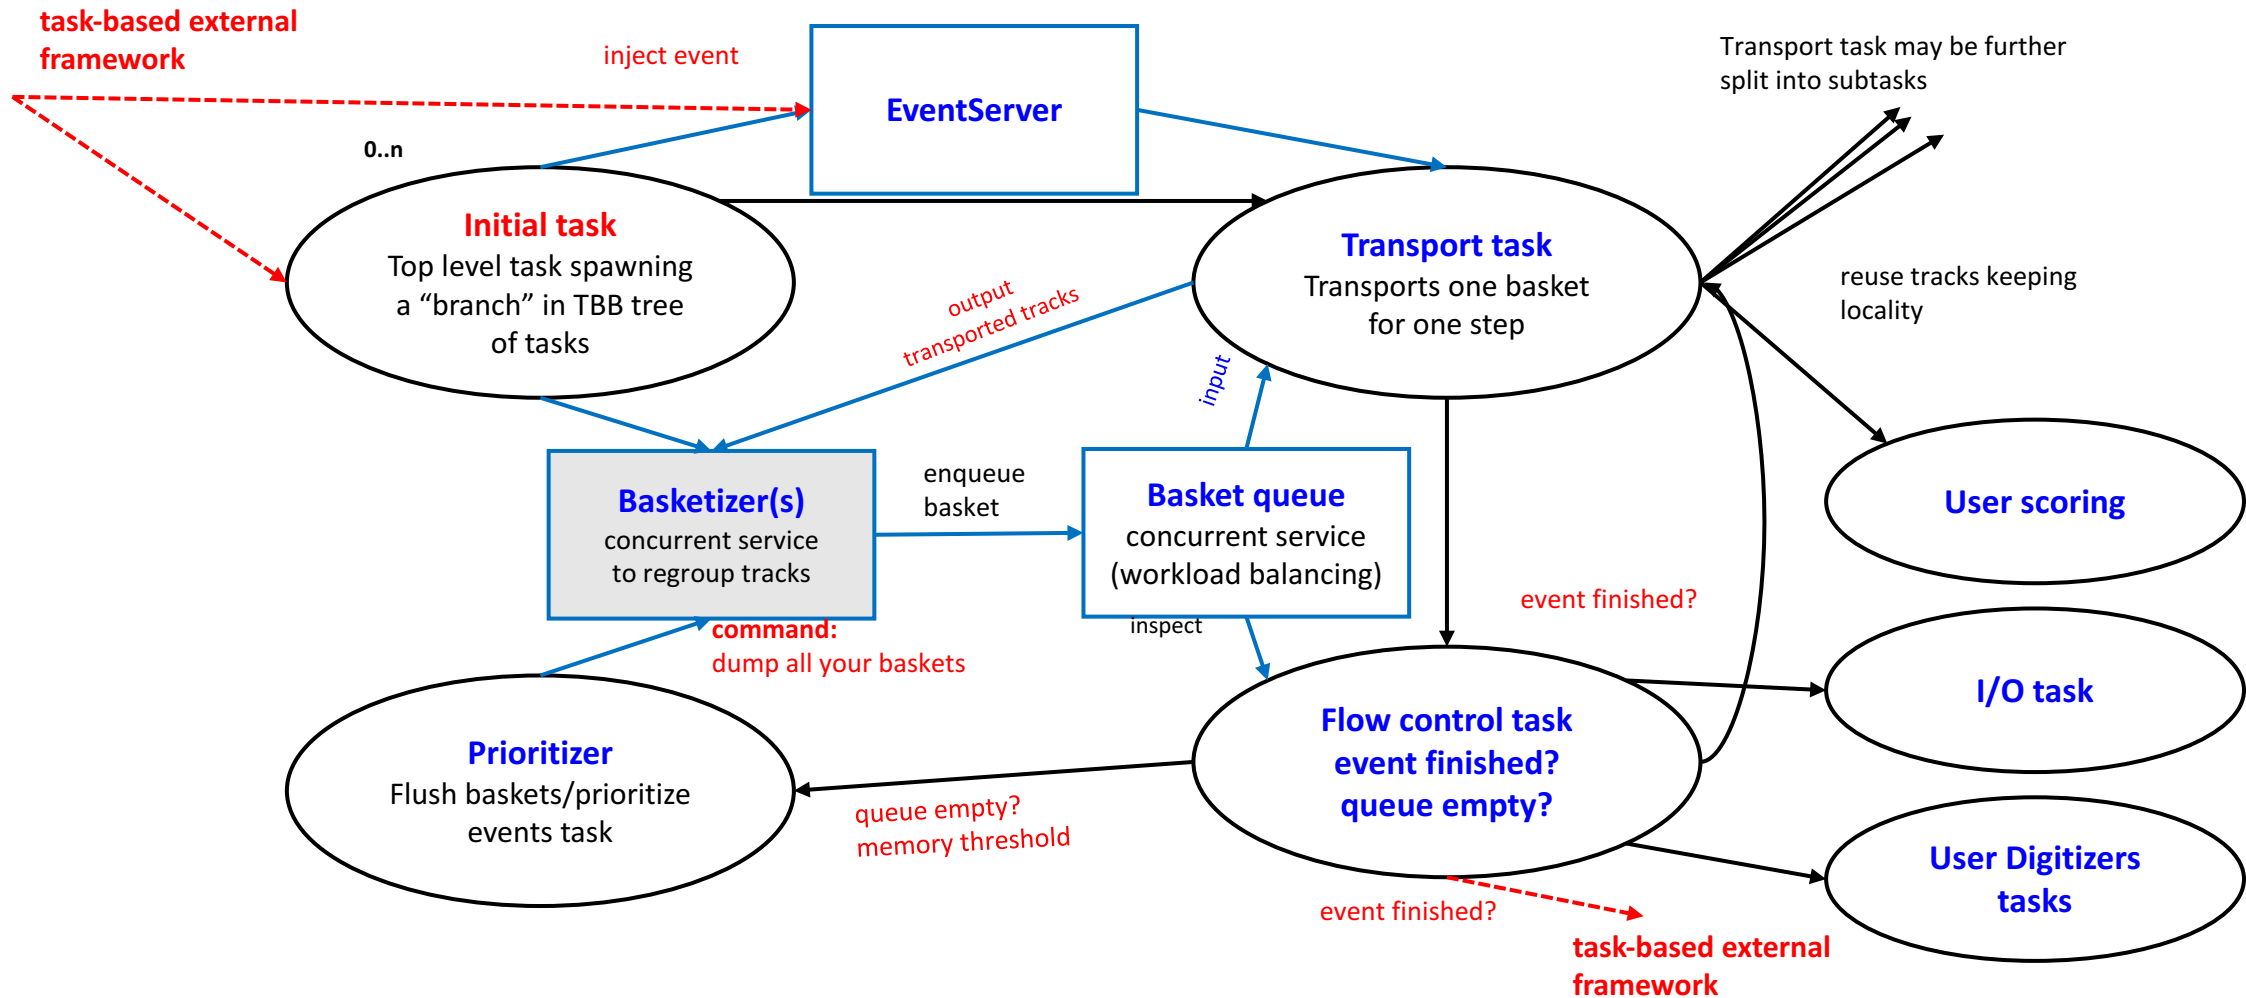 task-based external
framework
inject event
EventServer
Transport task may be further
split into subtasks
0..n
Initial task
Top level task spawning
a “branch” in TBB tree
of tasks
Transport task
Transports one basket
for one step
reuse tracks keeping
locality
output
transported tracks
input
Basketizer(s)
concurrent service
to regroup tracks
enqueue
basket
Basket queue
concurrent service
(workload balancing)
User scoring
inspect
event finished?
command:
dump all your baskets
Prioritizer
Flush baskets/prioritize
events task
queue empty?
memory threshold
Flow control task
event finished?
queue empty?
I/O task
User Digitizers
tasks
event finished?
task-based external
framework